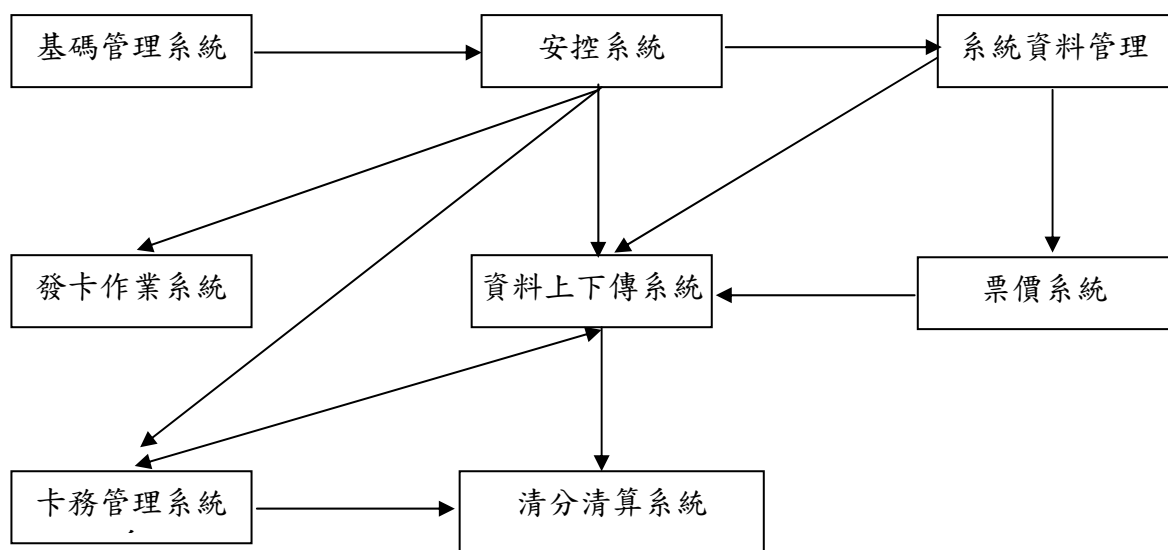 基碼管理系統
安控系統
系統資料管理
發卡作業系統
資料上下傳系統
票價系統
卡務管理系統
清分清算系統